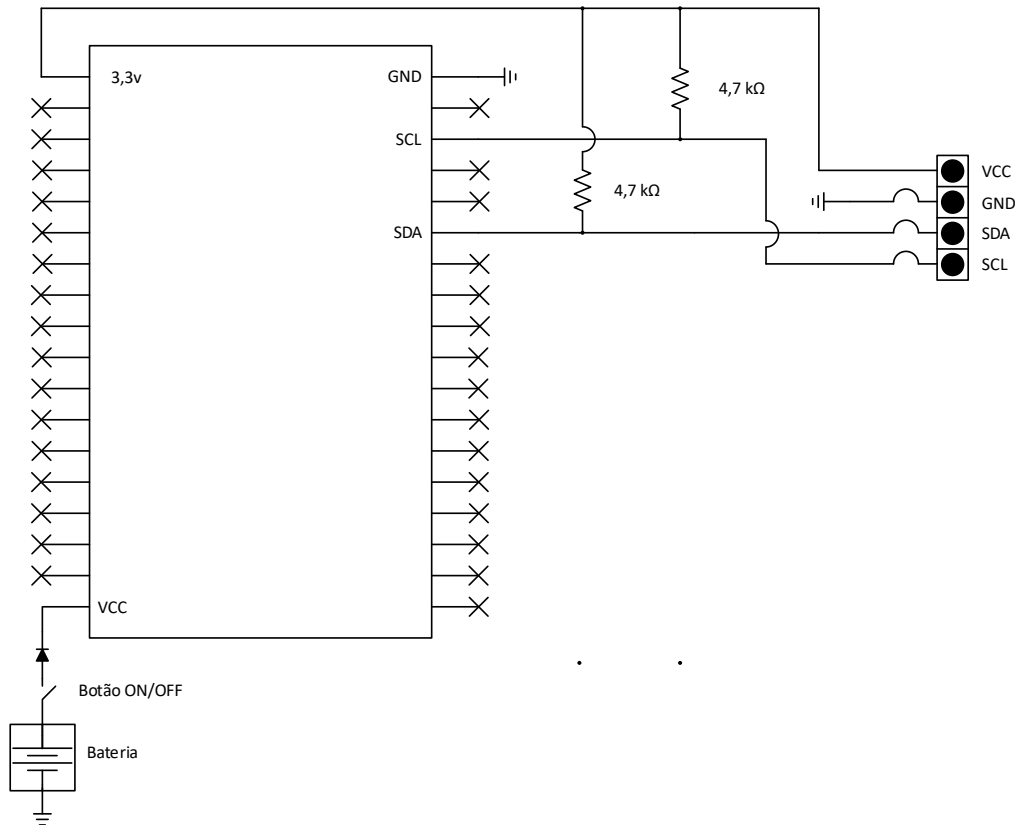 3,3v
GND
4,7 kΩ
SCL
VCC
4,7 kΩ
GND
SDA
SDA
SCL
VCC
Botão ON/OFF
Bateria